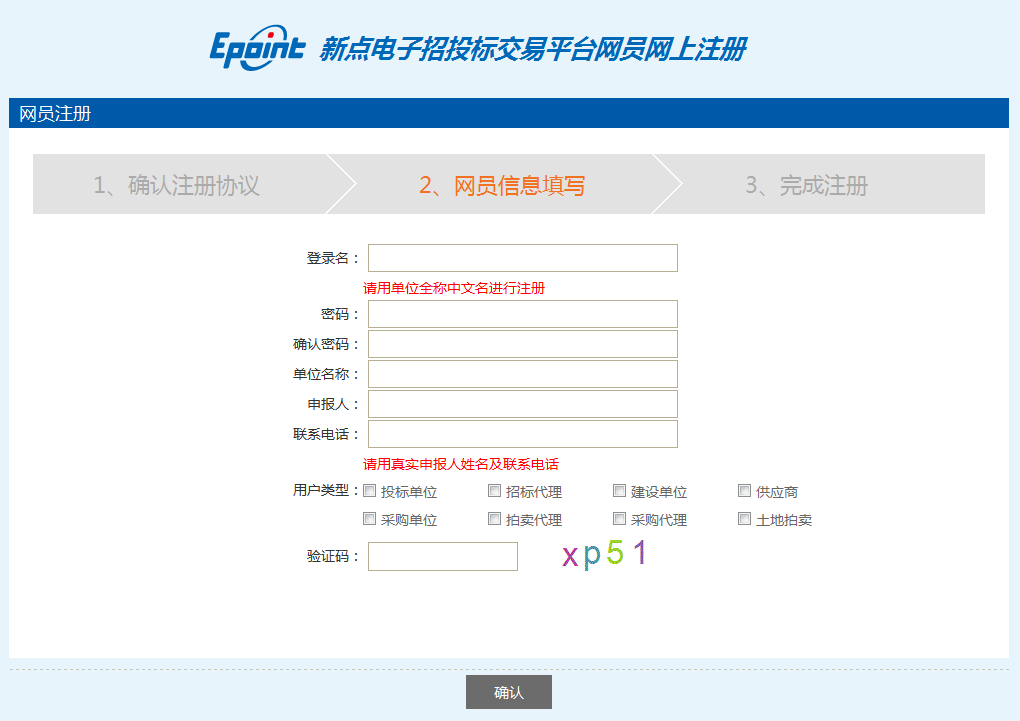 Epoint 新点电子招投标交易平台网员网上注册
网员注册
1、确认注册协议 2、网员信息填写 3、完成注册
登录名：
请用单位全称中文名进行注册
密码：
确认密码：
单位名称：
申报人：
联系电话：
请用真实申报人姓名及联系电话
用户类型： 投标单位 招标代理 建设单位 供应商
采购单位 拍卖代理 采购代理 土地拍卖
验证码： xp51
确认